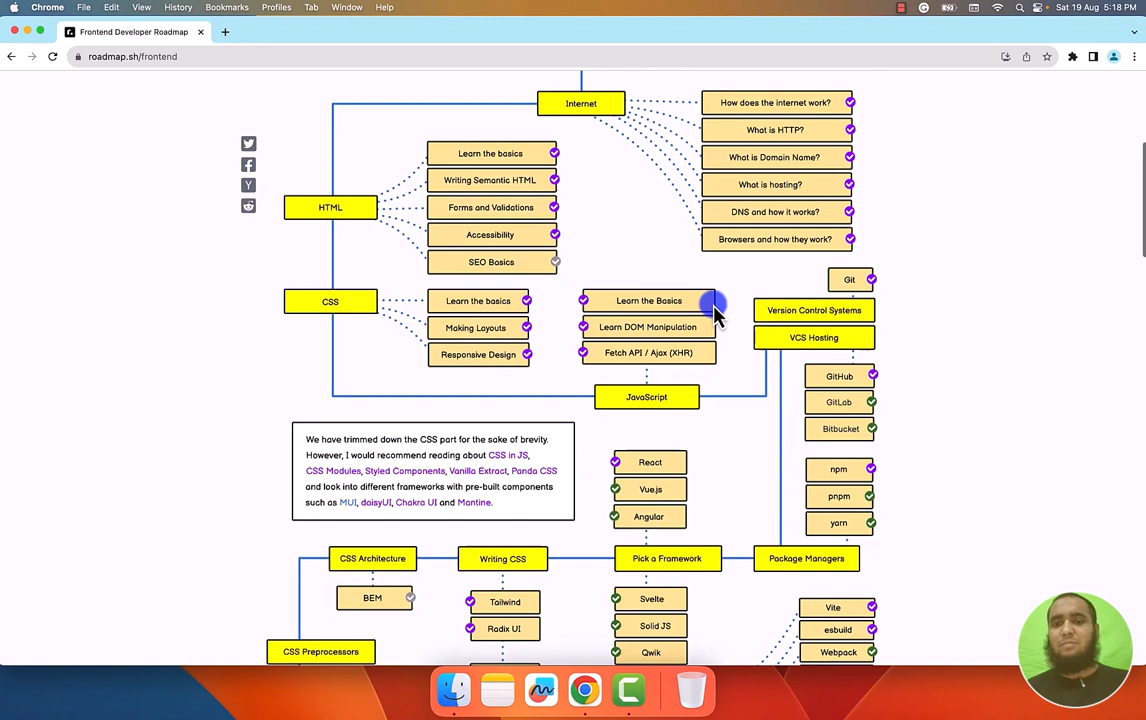 Chrome File Edit View History Bookmarks Profiles Tab Window Help Sat 19 Aug 5:18 PM
Frontend Developer Roadmap
roadmap.sh/frontend
Internet
How does the internet work?
What is HTTP?
What is Domain Name?
What is hosting?
DNS and how it works?
Browsers and how they work?
HTML
Learn the basics
Writing Semantic HTML
Forms and Validations
Accessibility
SEO Basics
CSS
Learn the basics
Making Layouts
Responsive Design
Learn the Basics
Learn DOM Manipulation
Fetch API / Ajax (XHR)
JavaScript
Git
Version Control Systems
VCS Hosting
GitHub
GitLab
Bitbucket
We have trimmed down the CSS part for the sake of brevity.
However, I would recommend reading about CSS in JS,
CSS Modules, Styled Components, Vanilla Extract, Panda CSS
and look into different frameworks with pre-built components
such as MUI, daisyUI, Chakra UI and Mantine.
React
Vue.js
Angular
npm
pnpm
yarn
CSS Architecture
Writing CSS
Pick a Framework
Package Managers
BEM
Tailwind
Radix UI
Svelte
Solid JS
Qwik
Vite
esbuild
Webpack
CSS Preprocessors